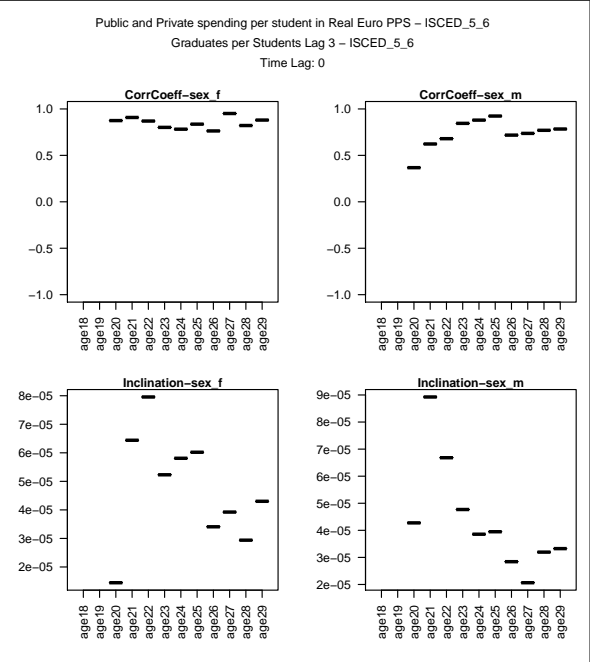 Public and Private spending per student in Real Euro PPS − ISCED_5_6
Graduates per Students Lag 3 − ISCED_5_6
Time Lag: 0
CorrCoeff−sex_f
1.0
0.5
0.0
−0.5
−1.0
age18
age19
age20
age21
age22
age23
age24
age25
age26
age27
age28
age29
CorrCoeff−sex_m
1.0
0.5
0.0
−0.5
−1.0
age18
age19
age20
age21
age22
age23
age24
age25
age26
age27
age28
age29
Inclination−sex_f
8e−05
7e−05
6e−05
5e−05
4e−05
3e−05
2e−05
age18
age19
age20
age21
age22
age23
age24
age25
age26
age27
age28
age29
Inclination−sex_m
9e−05
8e−05
7e−05
6e−05
5e−05
4e−05
3e−05
2e−05
age18
age19
age20
age21
age22
age23
age24
age25
age26
age27
age28
age29